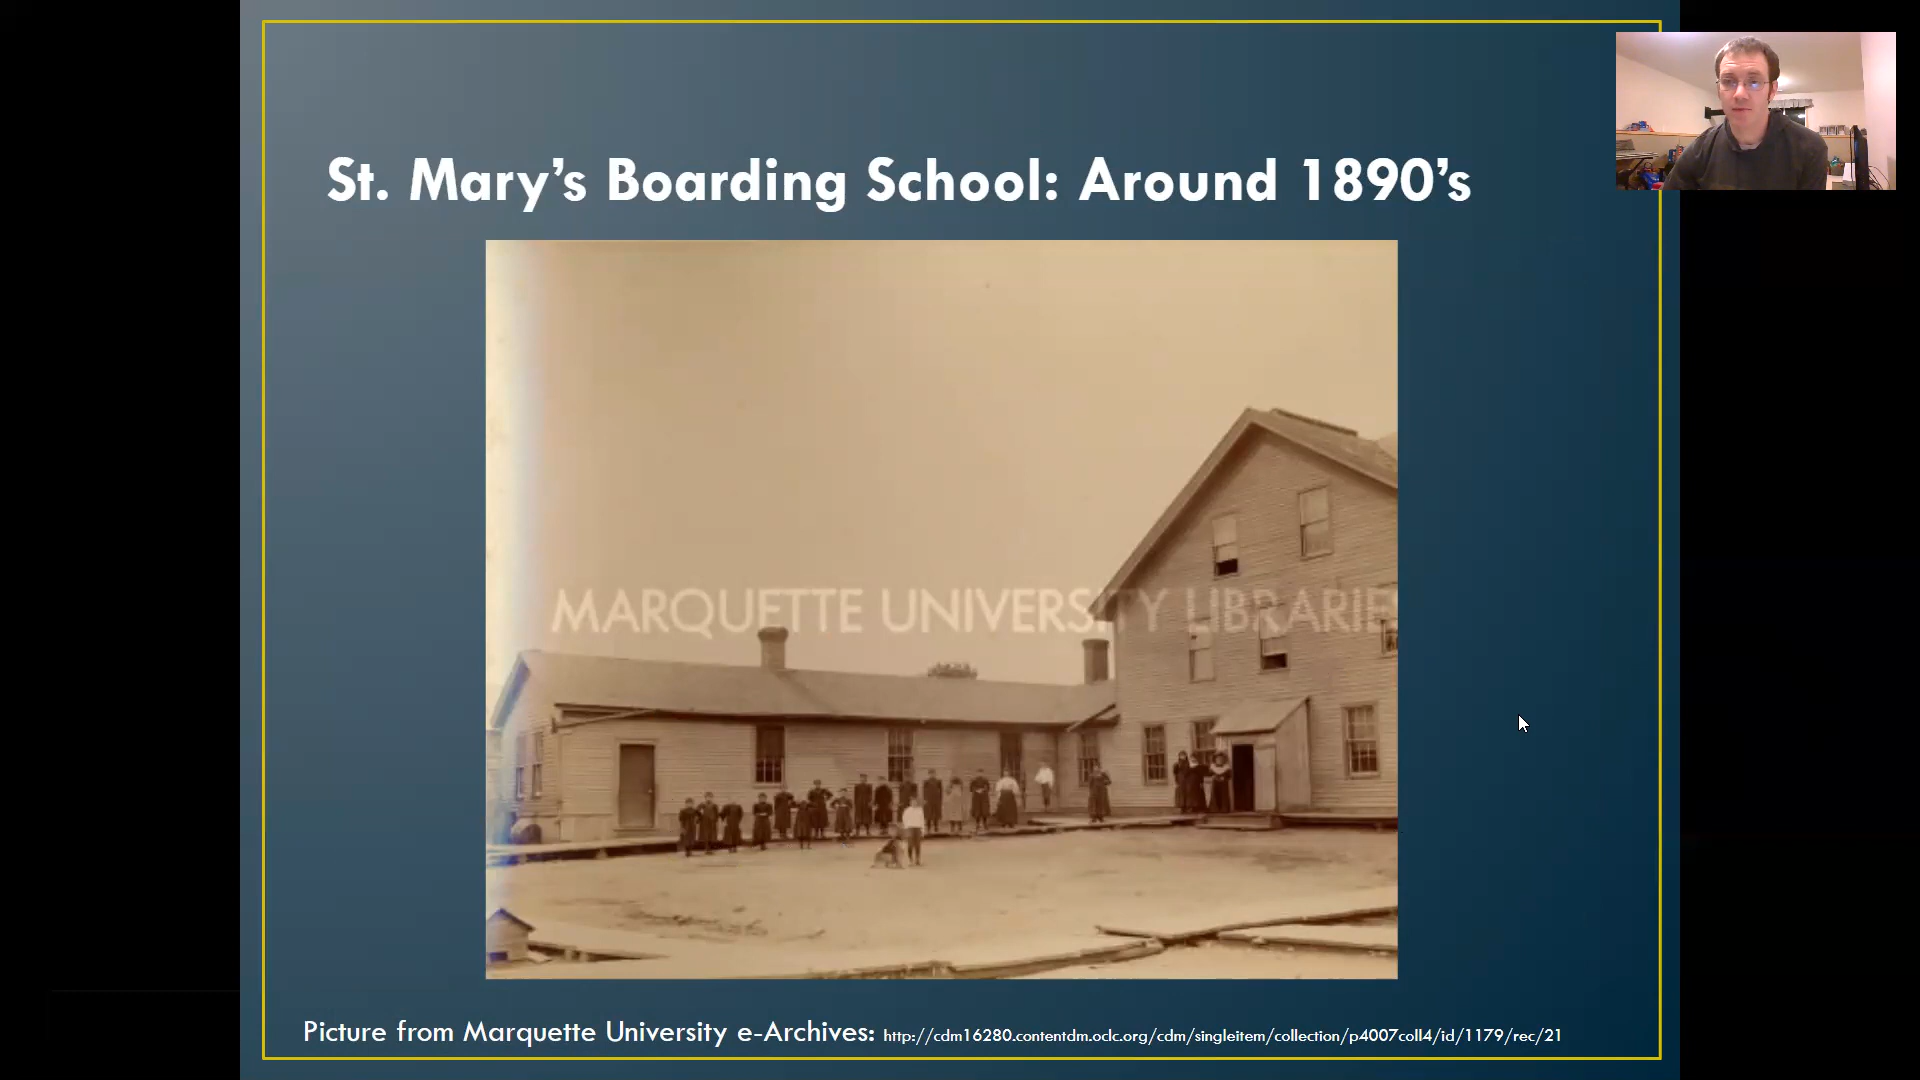 St. Mary’s Boarding School: Around 1890’s
MARQUETTE UNIVERSITY LIBRARIES
Picture from Marquette University e-Archives: http://cdm16280.contentdm.oclc.org/cdm/singleitem/collection/p4007coll4/id/1179/rec/21